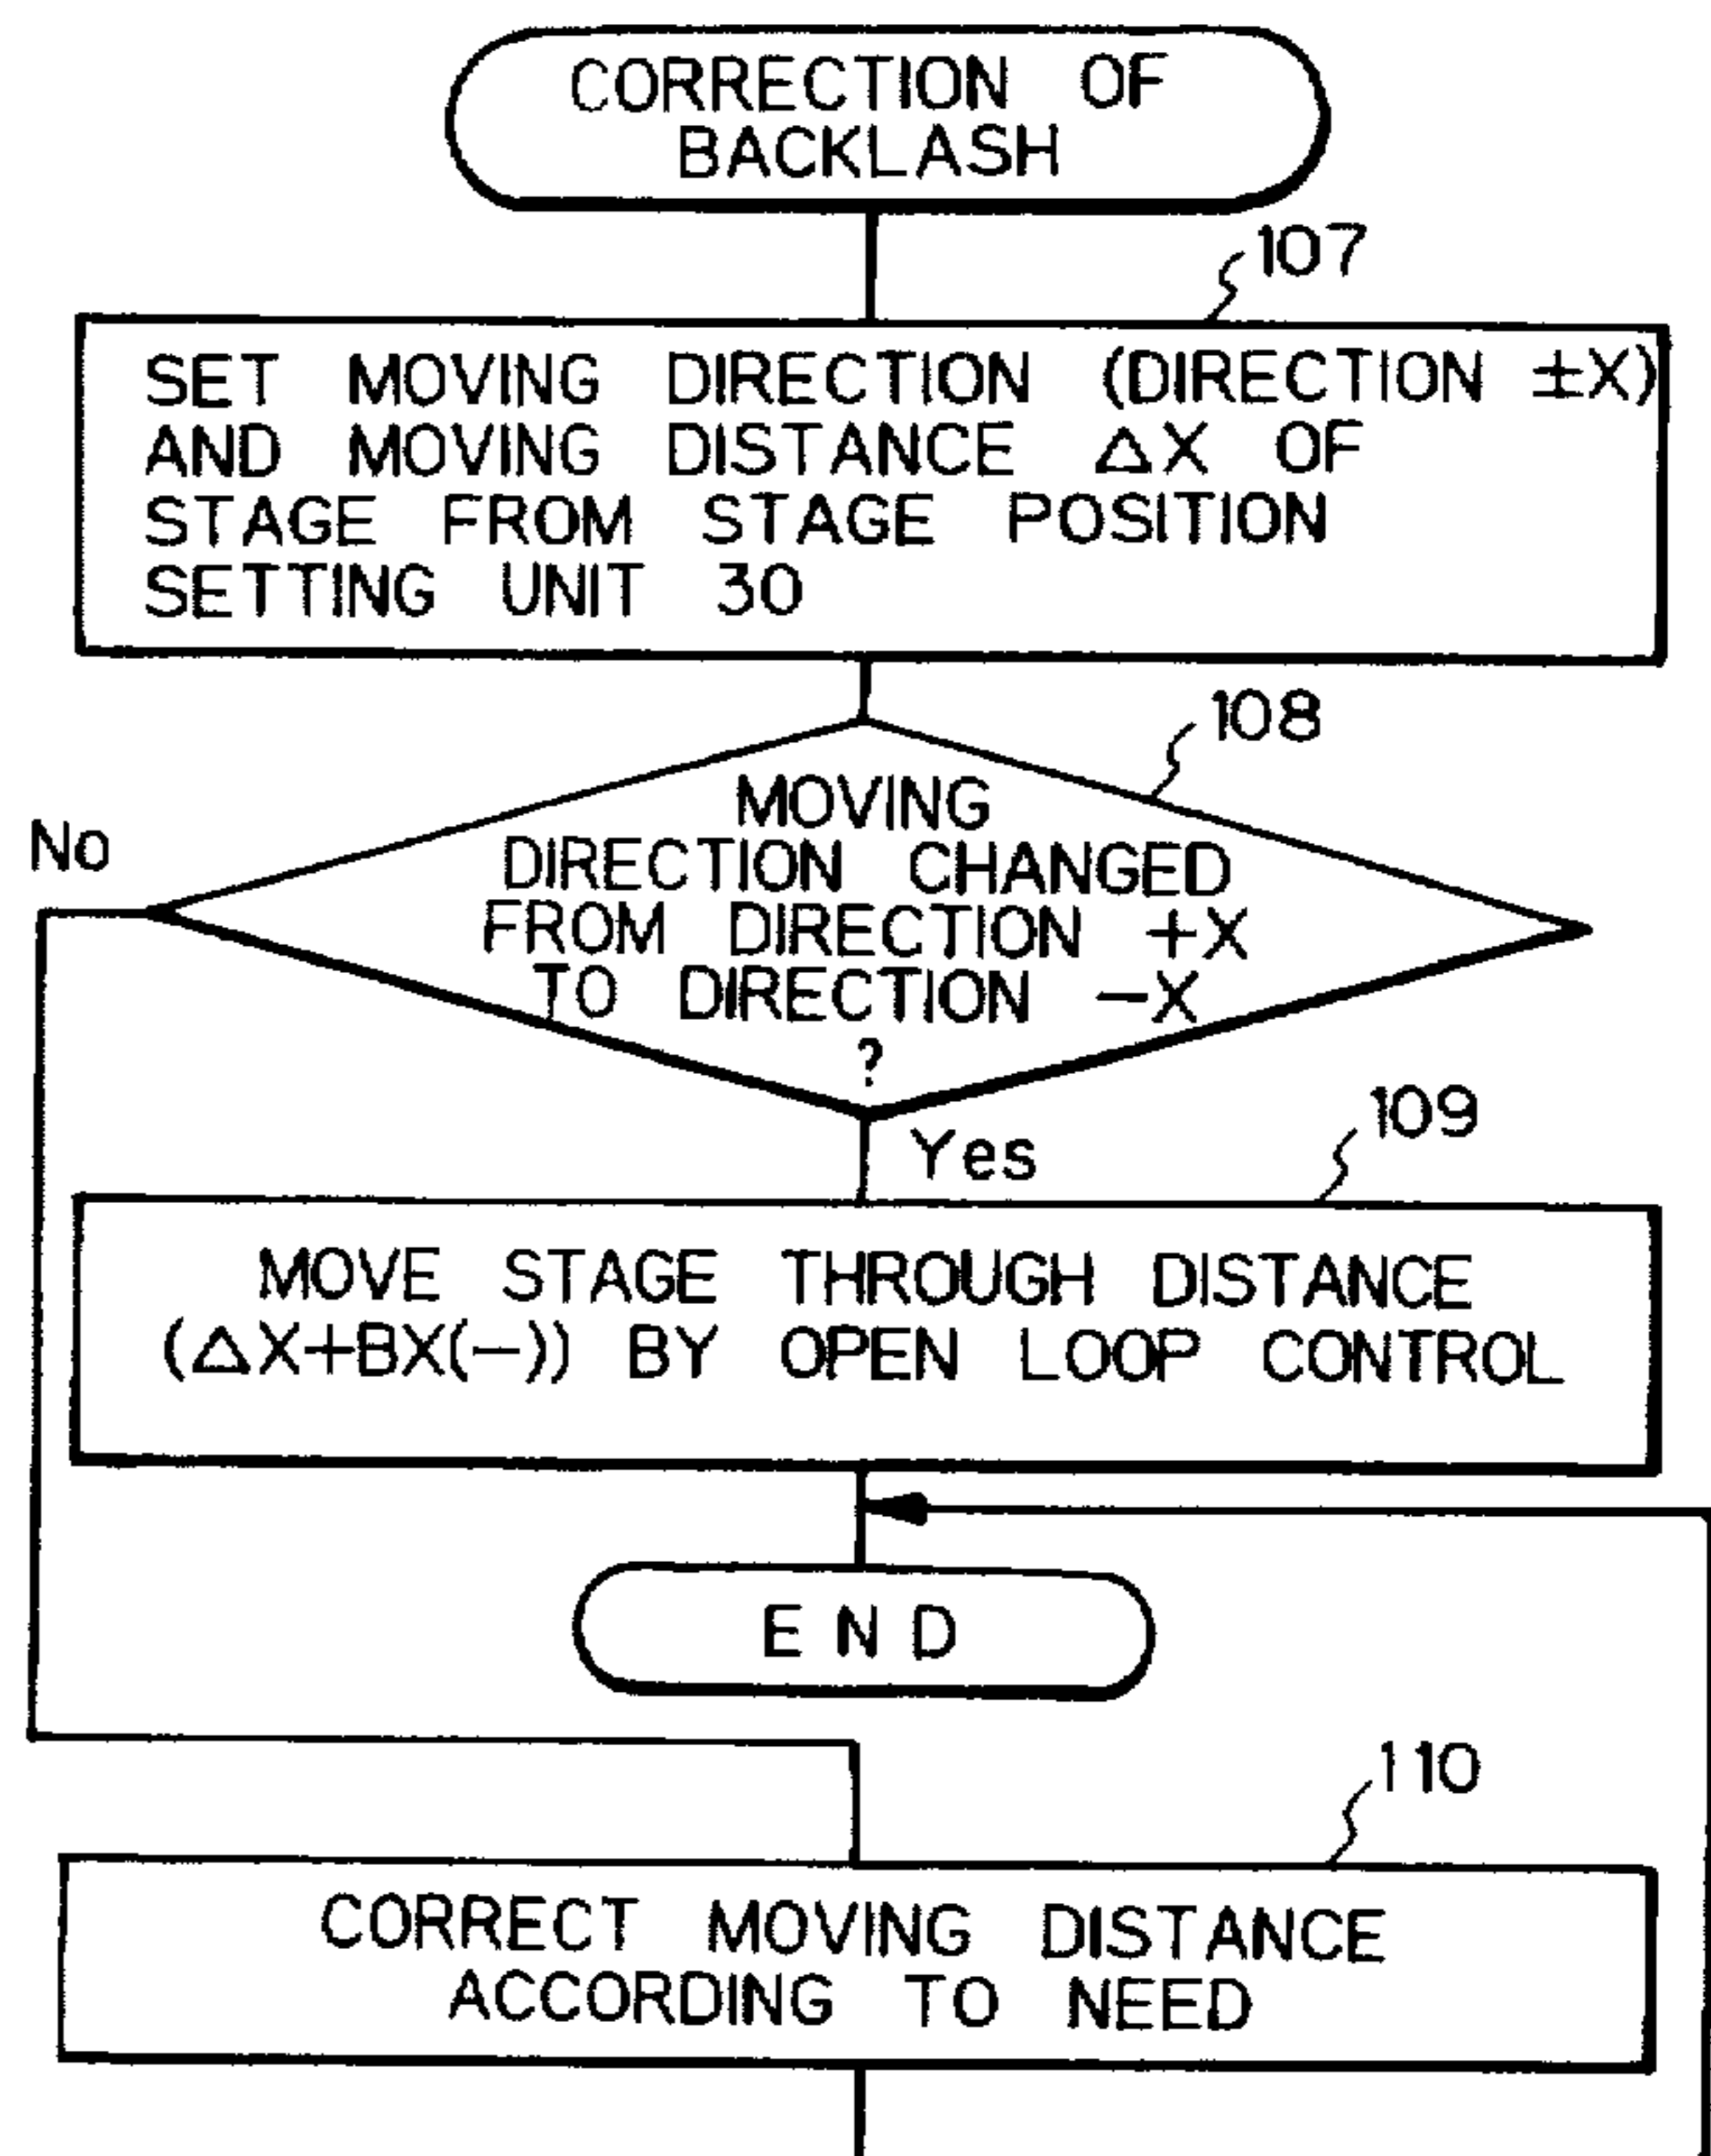 CORRECTION OF
BACKLASH
107
SET MOVING DIRECTION (DIRECTION ±X)
AND MOVING DISTANCE △X OF
STAGE FROM STAGE POSITION
SETTING UNIT 30
108
No
MOVING
DIRECTION CHANGED
FROM DIRECTION +X
TO DIRECTION −X
?
Yes
109
MOVE STAGE THROUGH DISTANCE
(△X+BX(−)) BY OPEN LOOP CONTROL
END
110
CORRECT MOVING DISTANCE
ACCORDING TO NEED